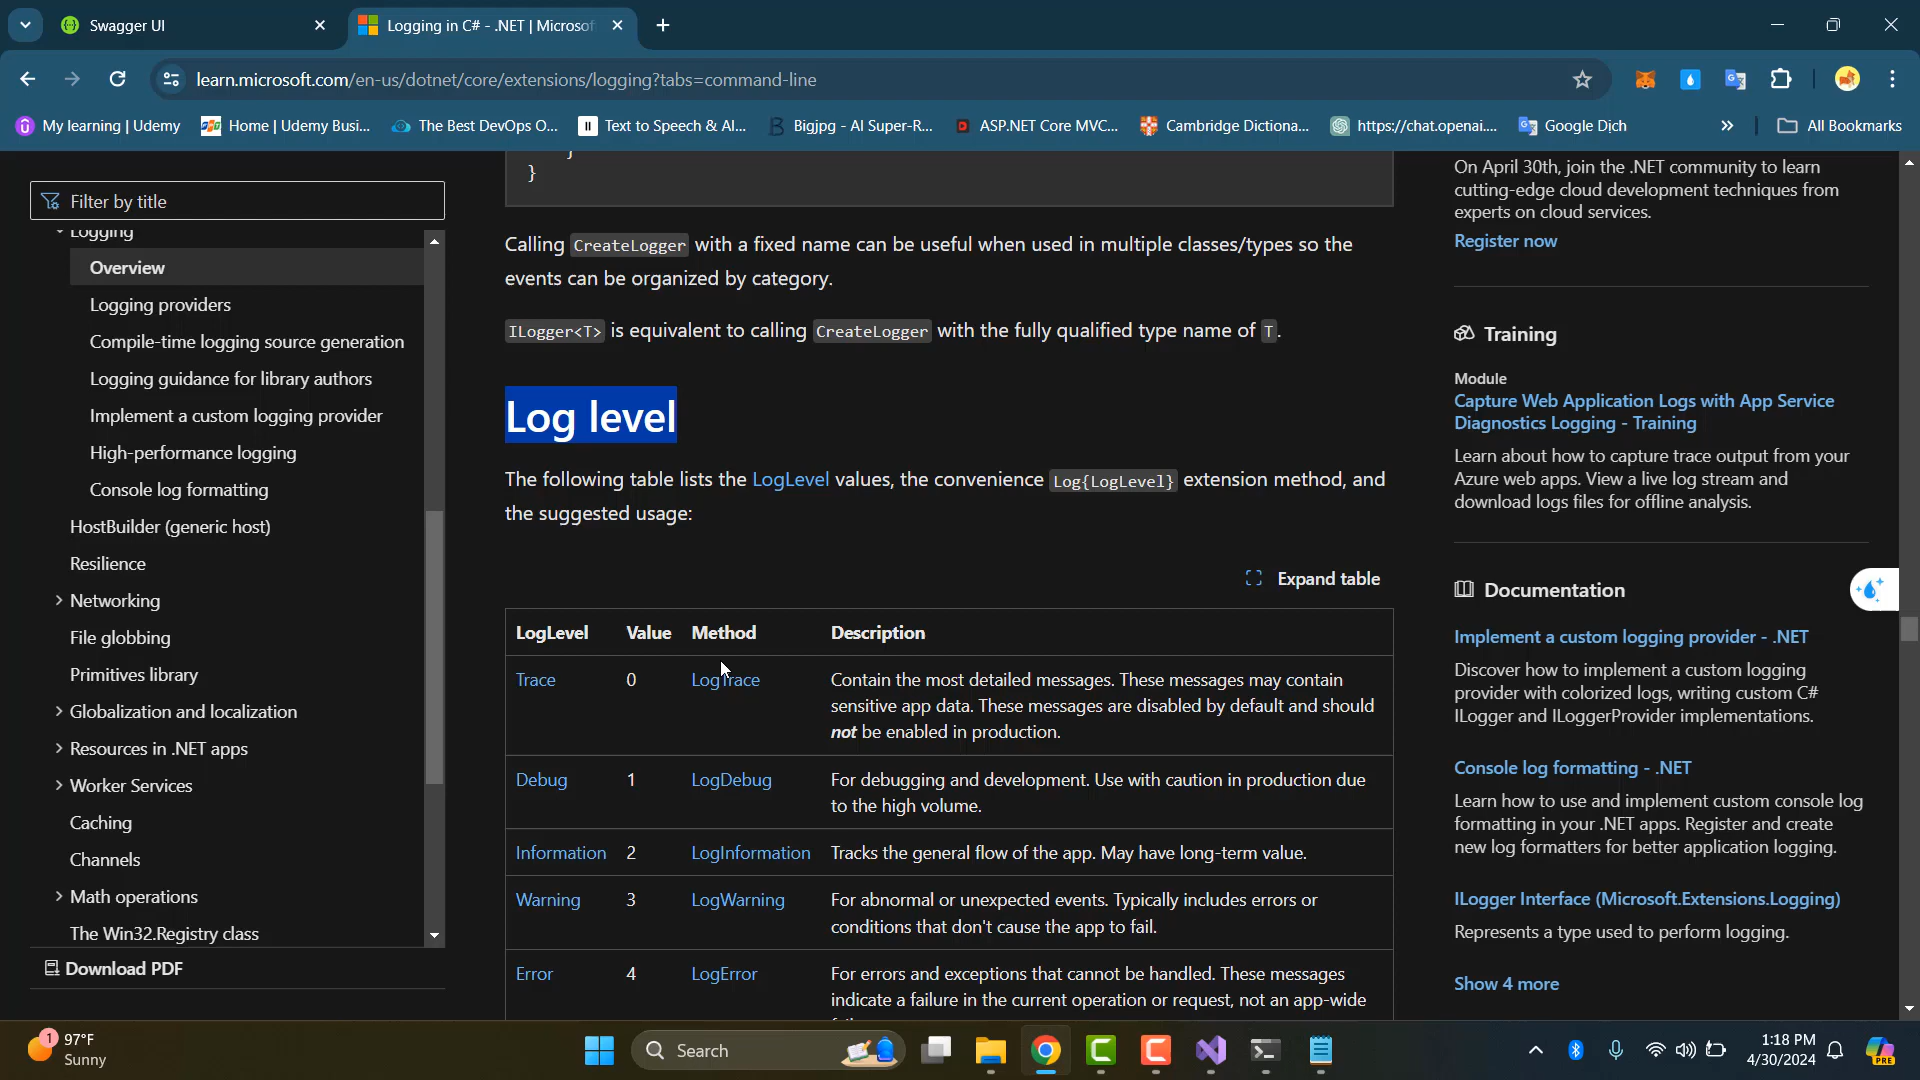 Swagger UI
Logging in C# - .NET | Microsof
learn.microsoft.com/en-us/dotnet/core/extensions/logging?tabs=command-line
My learning | Udemy
Home | Udemy Busi...
The Best DevOps O...
Text to Speech & AI...
Bigjpg - AI Super-R...
ASP.NET Core MVC...
Cambridge Dictiona...
https://chat.openai....
Google Dịch
All Bookmarks
Filter by title
Logging
Overview
Logging providers
Compile-time logging source generation
Logging guidance for library authors
Implement a custom logging provider
High-performance logging
Console log formatting
HostBuilder (generic host)
Resilience
Networking
File globbing
Primitives library
Globalization and localization
Resources in .NET apps
Worker Services
Caching
Channels
Math operations
The Win32.Registry class
Download PDF
}
}
Calling CreateLogger with a fixed name can be useful when used in multiple classes/types so the
events can be organized by category.
ILogger<T> is equivalent to calling CreateLogger with the fully qualified type name of T.
Log level
The following table lists the LogLevel values, the convenience Log{LogLevel} extension method, and
the suggested usage:
Expand table
LogLevel Value Method Description
Trace 0 LogTrace Contain the most detailed messages. These messages may contain
sensitive app data. These messages are disabled by default and should
not be enabled in production.
Debug 1 LogDebug For debugging and development. Use with caution in production due
to the high volume.
Information 2 LogInformation Tracks the general flow of the app. May have long-term value.
Warning 3 LogWarning For abnormal or unexpected events. Typically includes errors or
conditions that don't cause the app to fail.
Error 4 LogError For errors and exceptions that cannot be handled. These messages
indicate a failure in the current operation or request, not an app-wide
On April 30th, join the .NET community to learn
cutting-edge cloud development techniques from
experts on cloud services.
Register now
Training
Module
Capture Web Application Logs with App Service
Diagnostics Logging - Training
Learn about how to capture trace output from your
Azure web apps. View a live log stream and
download logs files for offline analysis.
Documentation
Implement a custom logging provider - .NET
Discover how to implement a custom logging
provider with colorized logs, writing custom C#
ILogger and ILoggerProvider implementations.
Console log formatting - .NET
Learn how to use and implement custom console log
formatting in your .NET apps. Register and create
new log formatters for better application logging.
ILogger Interface (Microsoft.Extensions.Logging)
Represents a type used to perform logging.
Show 4 more
1
97°F
Sunny
Search
1:18 PM
4/30/2024
PRE